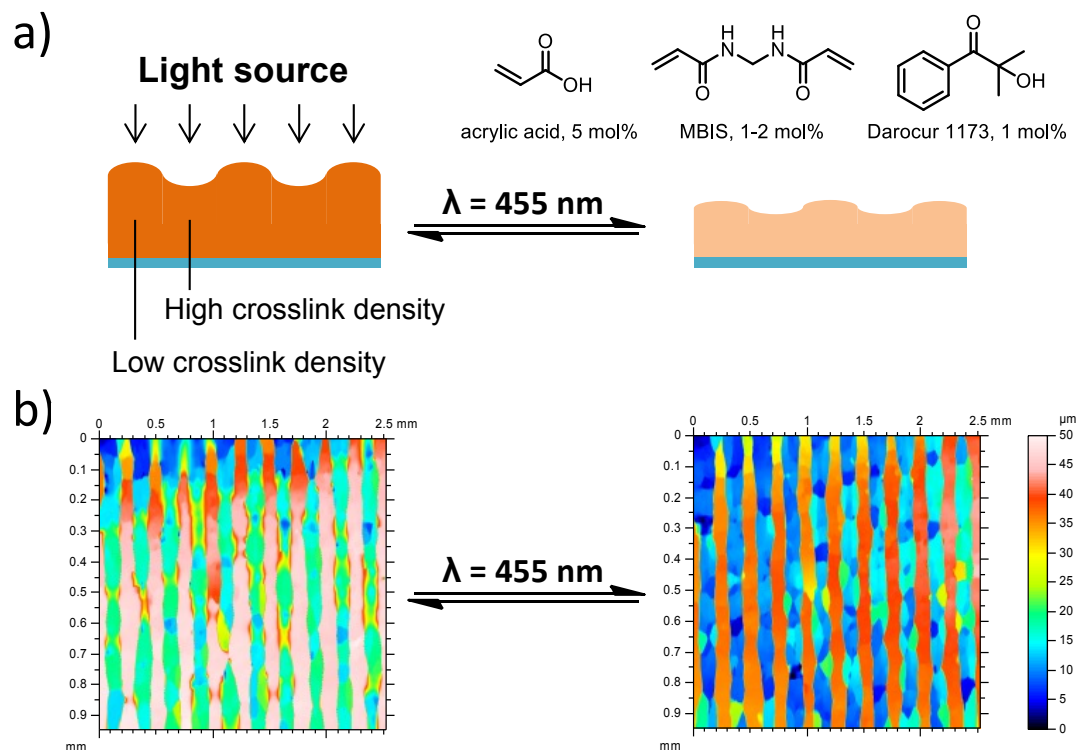 a)
Light source
O
OH
H
N
H
N
O
O
O
OH
acrylic acid, 5 mol%
MBIS, 1-2 mol%
Darocur 1173, 1 mol%
λ = 455 nm
High crosslink density
Low crosslink density
b)
0 0.5 1 1.5 2 2.5 mm
0
0.1
0.2
0.3
0.4
0.5
0.6
0.7
0.8
0.9
mm
λ = 455 nm
0 0.5 1 1.5 2 2.5 mm
0
0.1
0.2
0.3
0.4
0.5
0.6
0.7
0.8
0.9
mm
µm
50
45
40
35
30
25
20
15
10
5
0